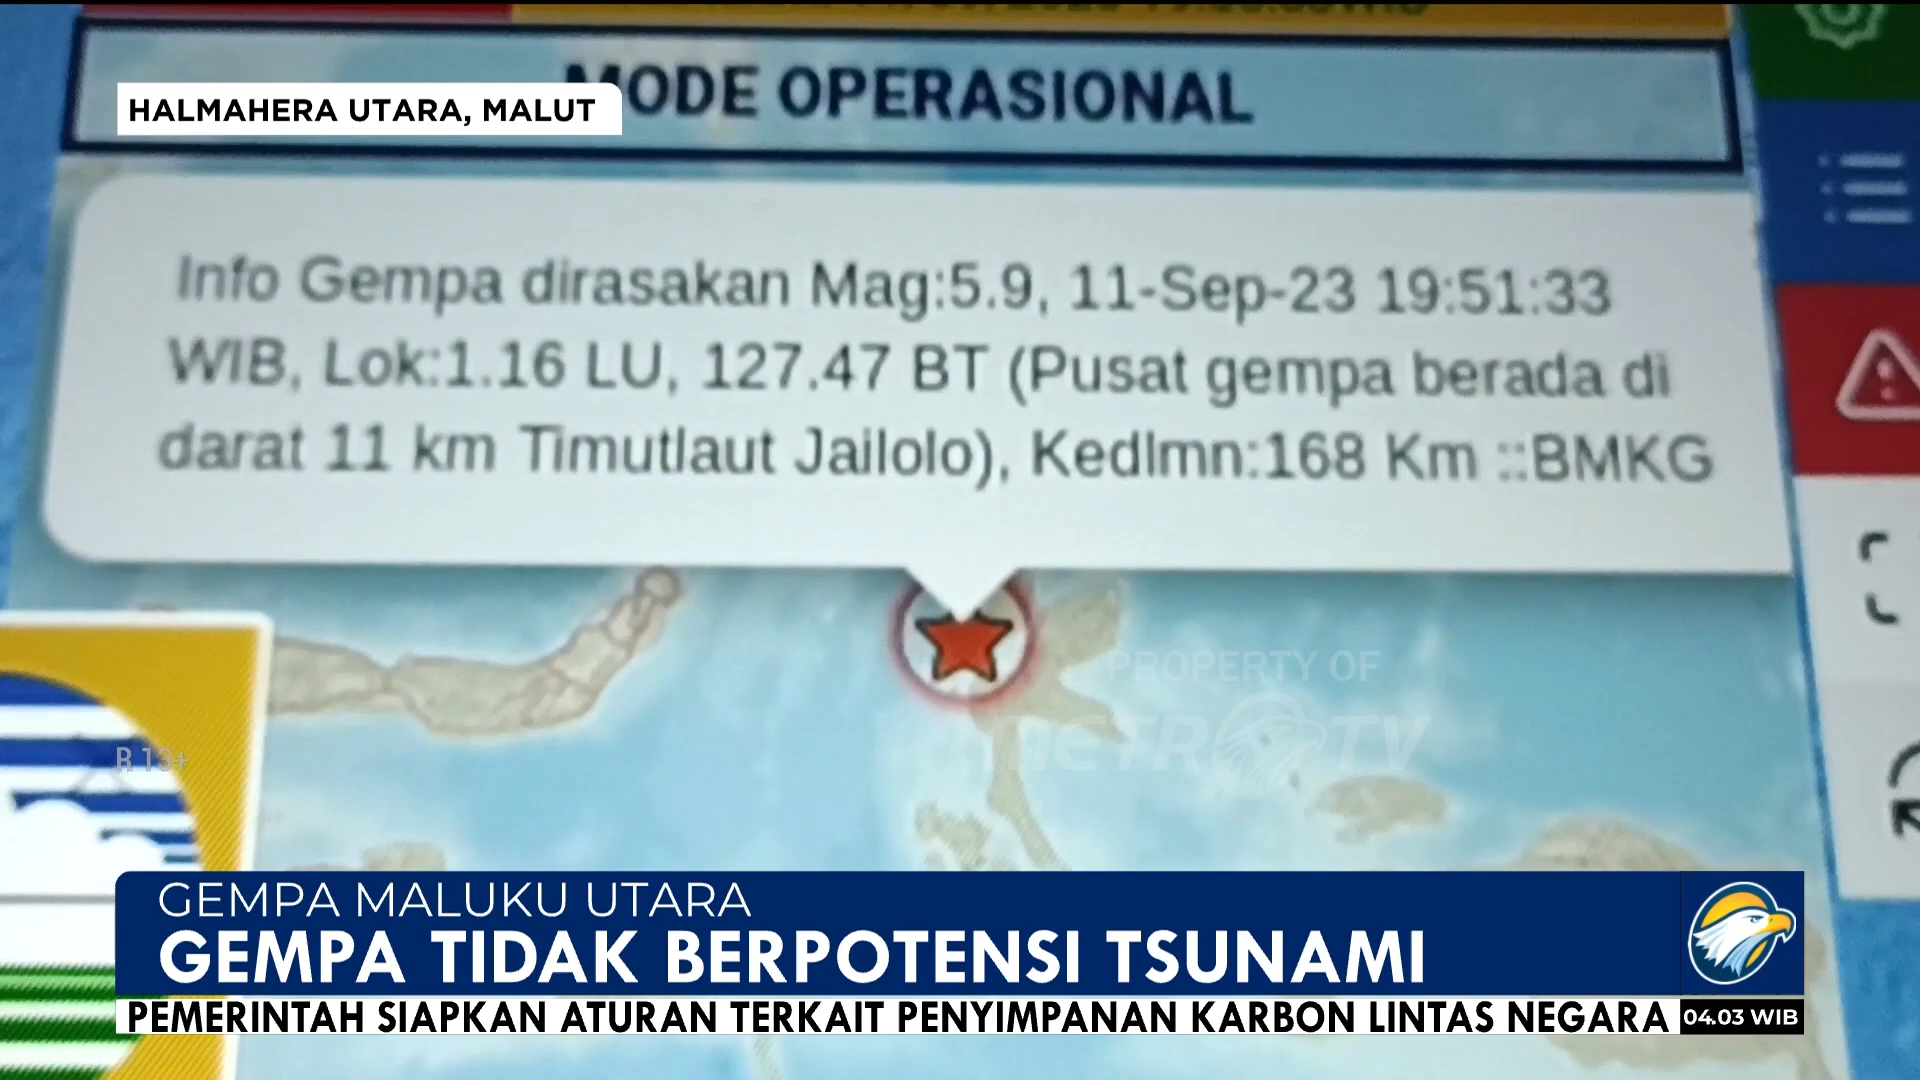 MODE OPERASIONAL
HALMAHERA UTARA, MALUT
Info Gempa dirasakan Mag:5.9, 11-Sep-23 19:51:33
WIB, Lok:1.16 LU, 127.47 BT (Pusat gempa berada di
darat 11 km Timutlaut Jailolo), Kedlmn:168 Km ::BMKG
PROPERTY OF
METRO TV
R 13+
GEMPA MALUKU UTARA
GEMPA TIDAK BERPOTENSI TSUNAMI
PEMERINTAH SIAPKAN ATURAN TERKAIT PENYIMPANAN KARBON LINTAS NEGARA
04.03 WIB